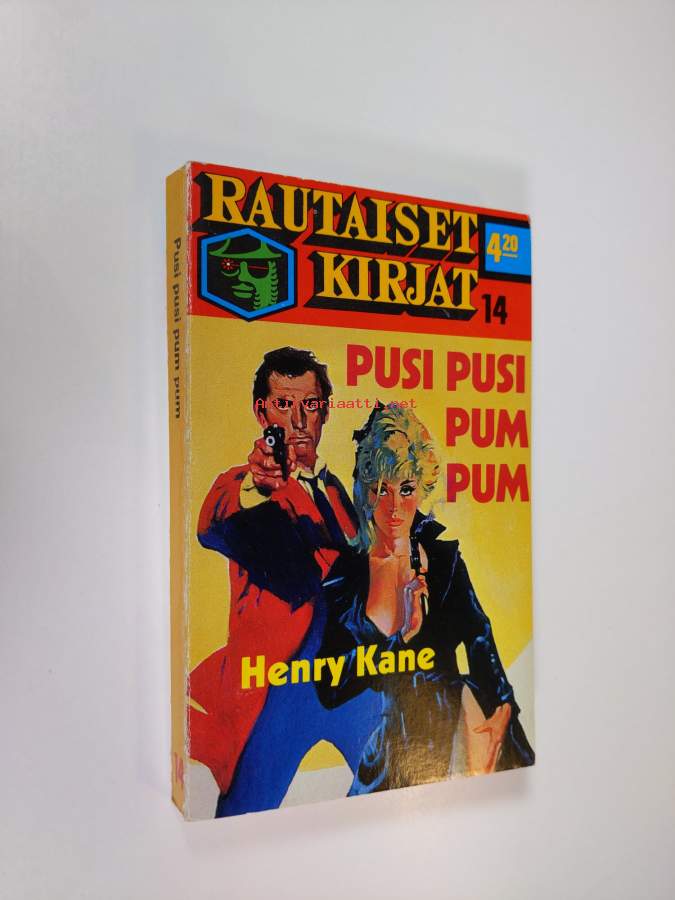 RAUTAISET
KIRJAT
14
4 20
PUSI PUSI
PUM
PUM
Henry Kane
Pusi pusi pum pum
14
Antikvariaatti.net